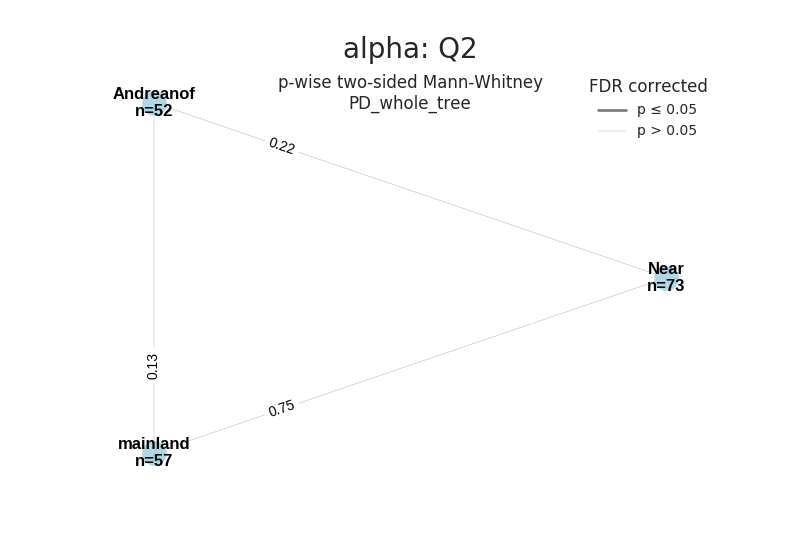 alpha: Q2
p-wise two-sided Mann-Whitney
PD_whole_tree
FDR corrected
p ≤ 0.05
p > 0.05
Andreanof
n=52
0.22
Near
n=73
0.13
0.75
mainland
n=57